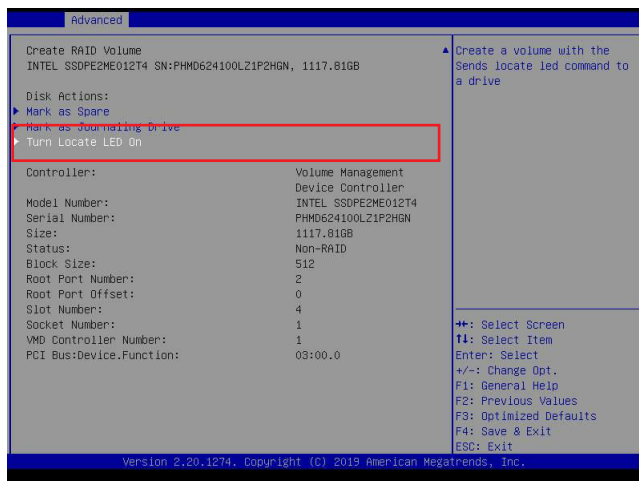 Advanced
Create RAID Volume
INTEL SSDPE2ME012T4 SN:PHMD624100LZ1P2HGN, 1117.81GB
Disk Actions:
Mark as Spare
Mark as Journaling Drive
Turn Locate LED On
Controller: Volume Management
Device Controller
Model Number: INTEL SSDPE2ME012T4
Serial Number: PHMD624100LZ1P2HGN
Size: 1117.81GB
Status: Non-RAID
Block Size: 512
Root Port Number: 2
Root Port Offset: 0
Slot Number: 4
Socket Number: 1
VMD Controller Number: 1
PCI Bus:Device.Function: 03:00.0
Create a volume with the
Sends locate led command to
a drive
→←: Select Screen
↑↓: Select Item
Enter: Select
+/-: Change Opt.
F1: General Help
F2: Previous Values
F3: Optimized Defaults
F4: Save & Exit
ESC: Exit
Version 2.20.1274. Copyright (C) 2019 American Megatrends, Inc.